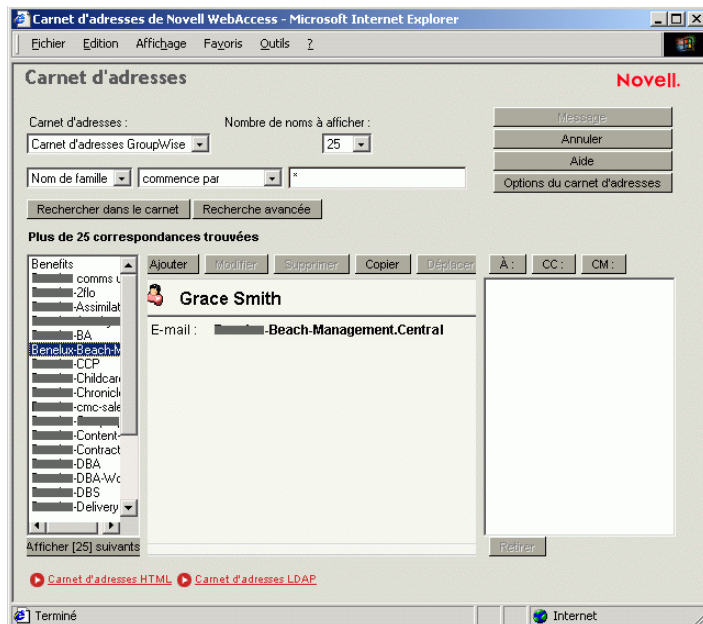 Carnet d'adresses de Novell WebAccess - Microsoft Internet Explorer
Fichier Edition Affichage Favoris Outils ?
Carnet d'adresses
Novell.
Carnet d'adresses :
Nombre de noms à afficher :
Carnet d'adresses GroupWise
25
Nom de famille
commence par
*
Message
Annuler
Aide
Options du carnet d'adresses
Rechercher dans le carnet
Recherche avancée
Plus de 25 correspondances trouvées
Benefits
comms u
-2flo
-Assimilat
-BA
Benelux-Beach-M
-CCP
-Childcar
-Chronicl
-cmc-sale
-Content-
-Contract
-DBA
-DBA-Wo
-DBS
-Delivery
Afficher [25] suivants
Ajouter Modifier Supprimer Copier Déplacer
Grace Smith
E-mail : -Beach-Management.Central
À : CC : CM :
Retirer
Carnet d'adresses HTML Carnet d'adresses LDAP
Terminé
Internet